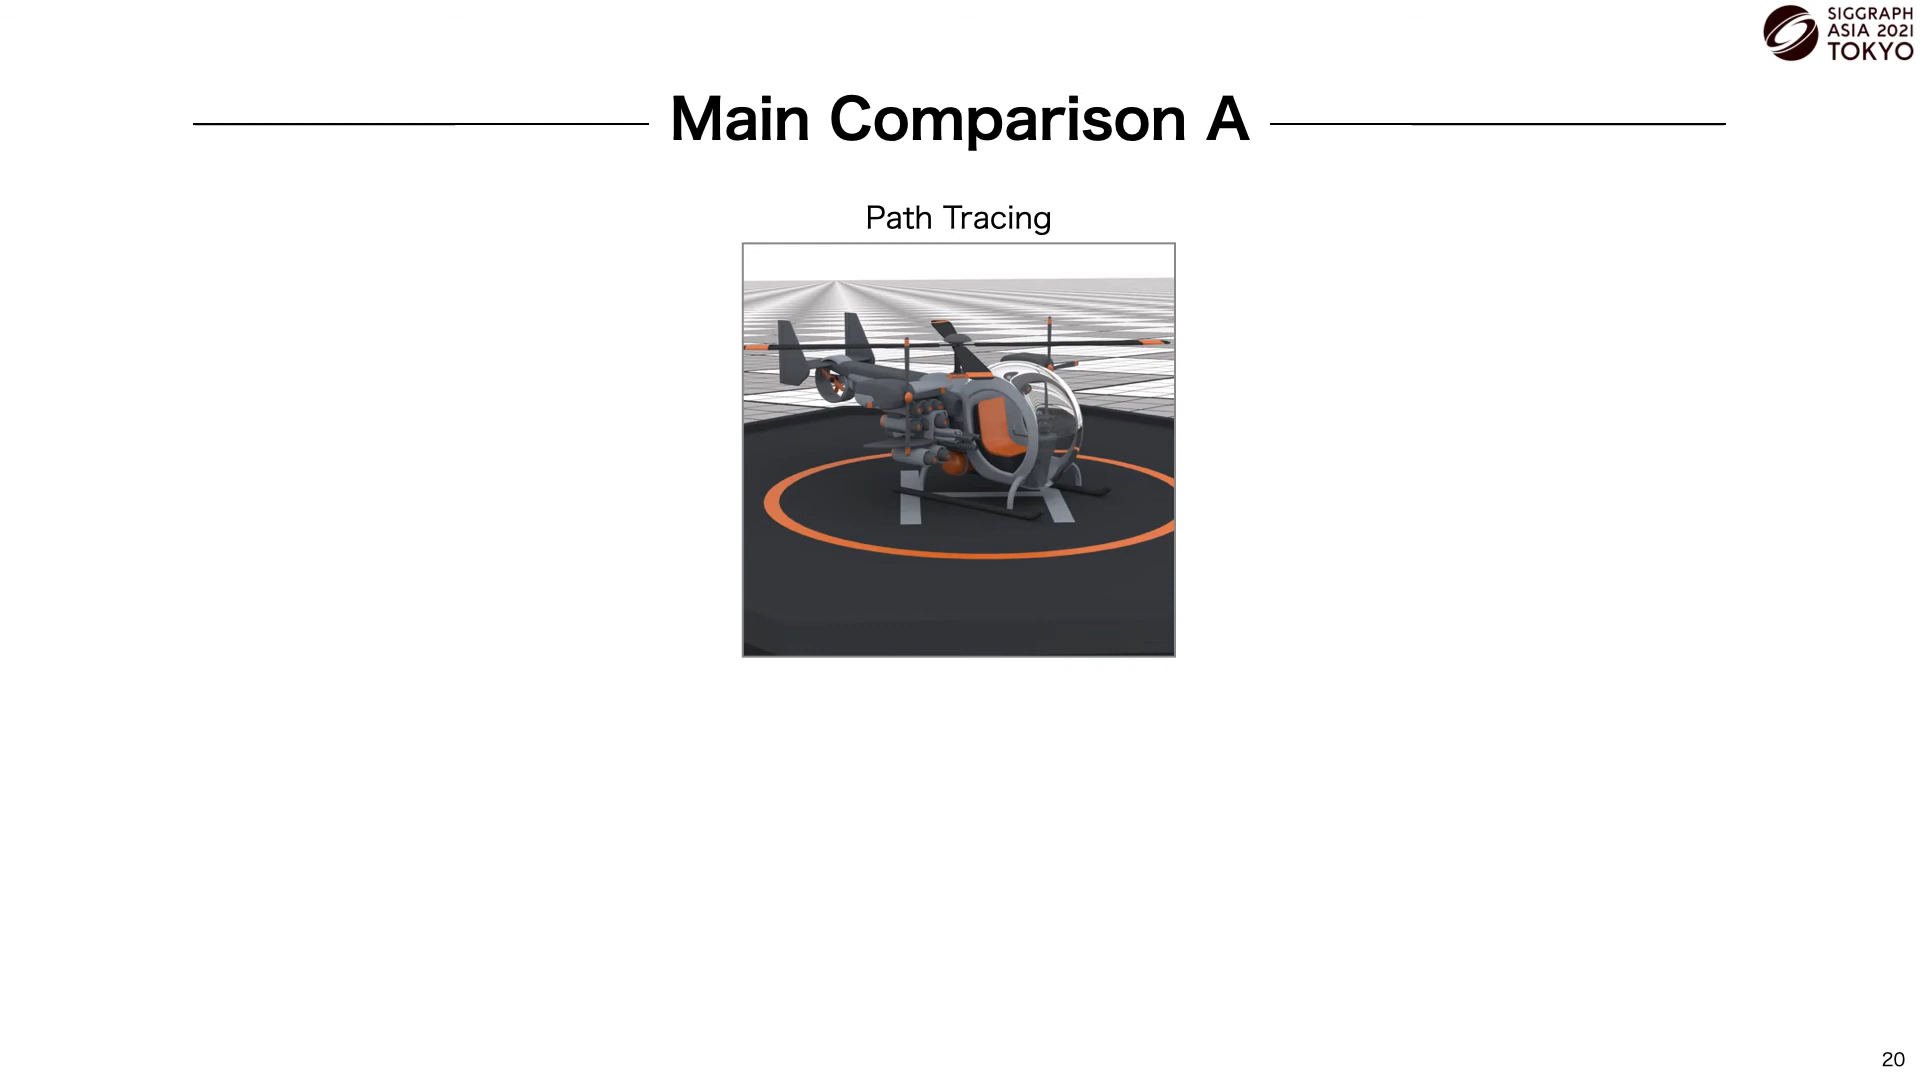 SIGGRAPH
ASIA 2021
TOKYO
Main Comparison A
Path Tracing
20